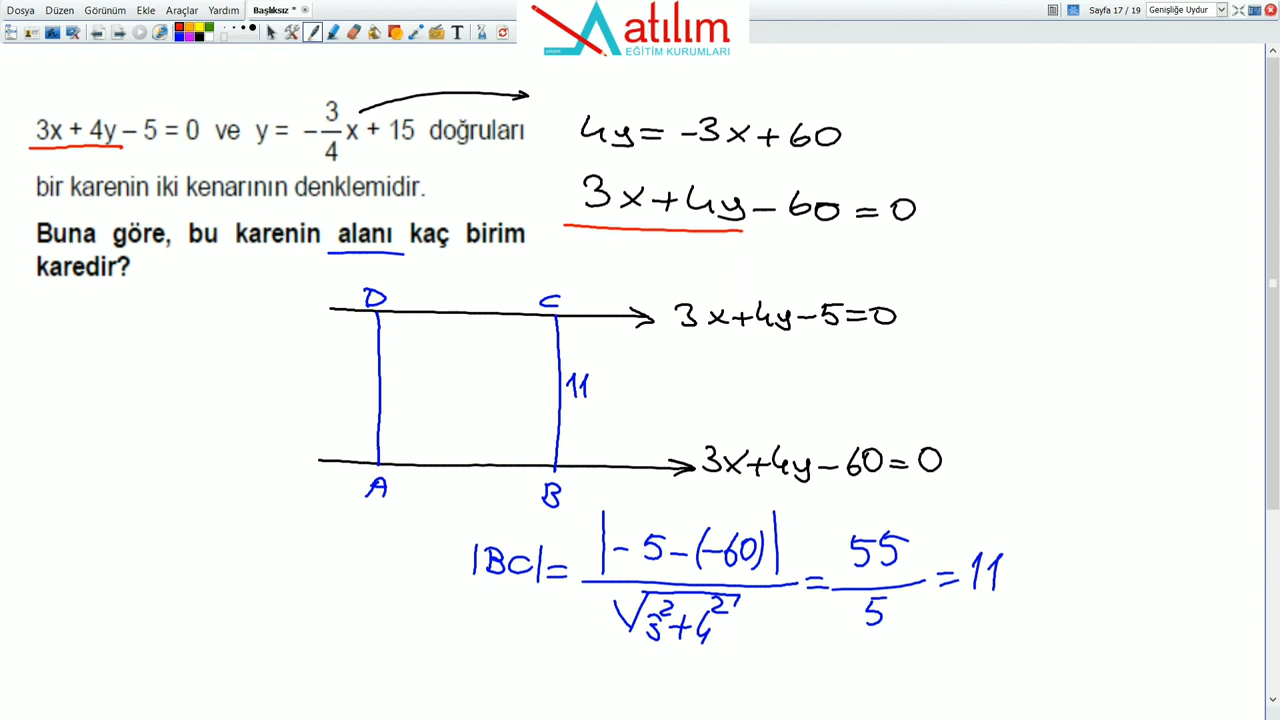 Dosya Düzen Görünüm Ekle Araçlar Yardım Başlıksız * Sayfa 17 / 19 Genişliğe Uydur
atılım
EĞİTİM KURUMLARI
3x + 4y – 5 = 0 ve y = -3/4x + 15 doğruları
bir karenin iki kenarının denklemidir.
Buna göre, bu karenin alanı kaç birim
karedir?
4y = -3x + 60
3x + 4y - 60 = 0
D C
3x + 4y - 5 = 0
11
3x + 4y - 60 = 0
A B
|BC| = |-5-(-60)| / √3²+4² = 55/5 = 11